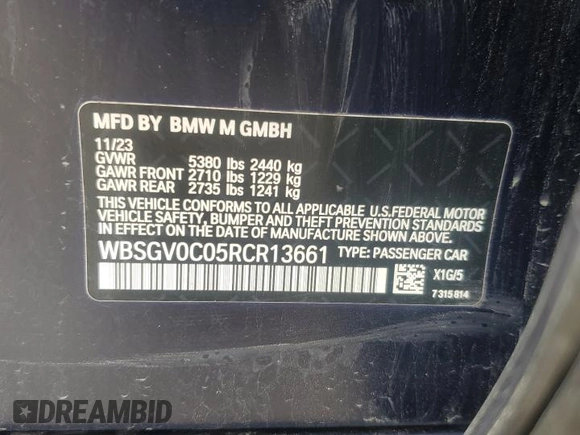 MFD BY BMW M GMBH
11/23
GVWR 5380 lbs 2440 kg
GAWR FRONT 2710 lbs 1229 kg
GAWR REAR 2735 lbs 1241 kg
THIS VEHICLE CONFORMS TO ALL APPLICABLE U.S.FEDERAL MOTOR
VEHICLE SAFETY, BUMPER AND THEFT PREVENTION STANDARDS
IN EFFECT ON THE DATE OF MANUFACTURE SHOWN ABOVE.
WBSGV0C05RCR13661 TYPE: PASSENGER CAR
X1G/5
7315814
DREAMBID